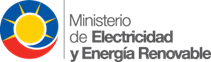 Ministerio
de Electricidad
y Energía Renovable